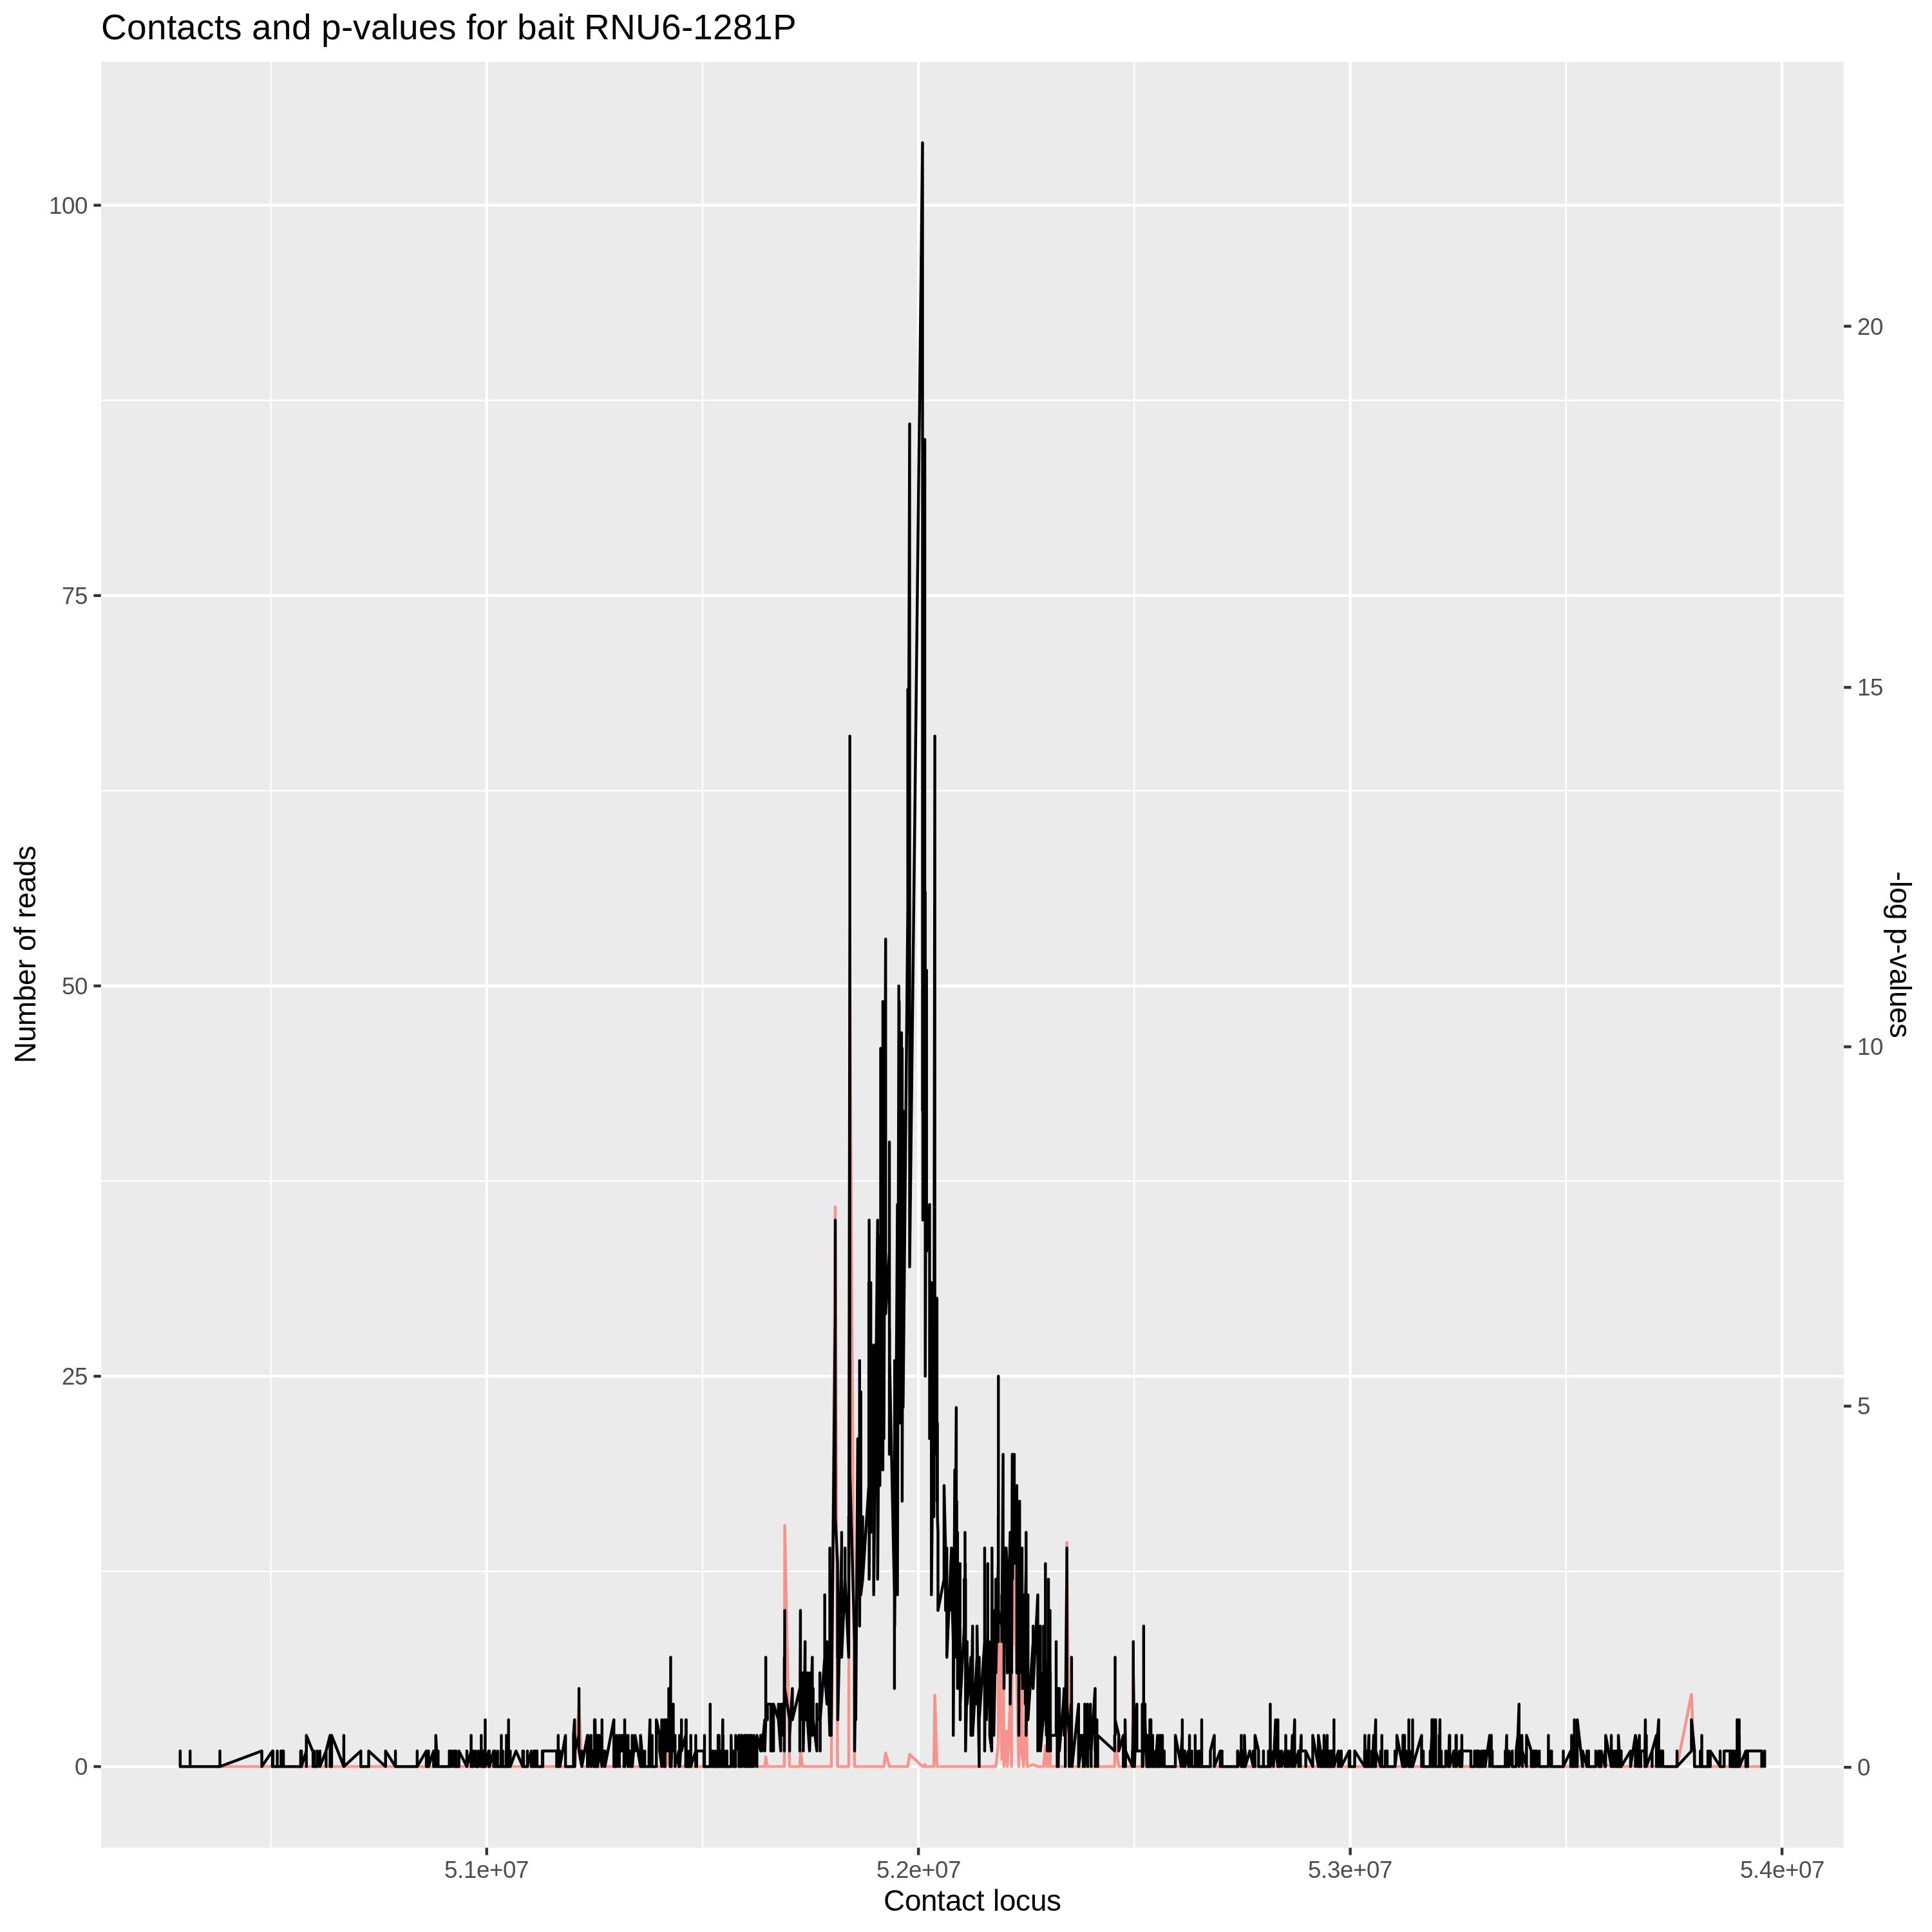 Contacts and p-values for bait RNU6-1281P
100
75
50
25
0
Number of reads
20
15
10
5
0
-log p-values
5.1e+07
5.2e+07
5.3e+07
5.4e+07
Contact locus